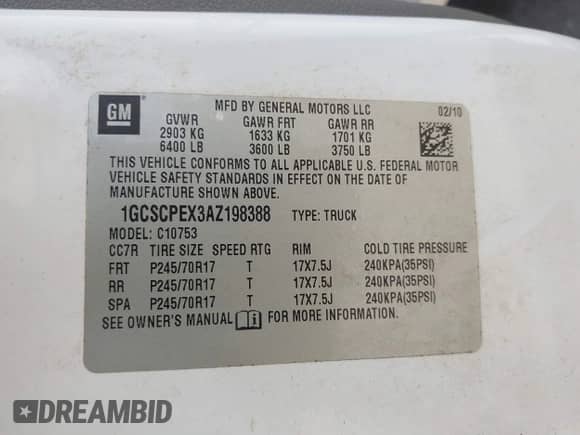 GM
MFD BY GENERAL MOTORS LLC 02/10
GVWR GAWR FRT GAWR RR
2903 KG 1633 KG 1701 KG
6400 LB 3600 LB 3750 LB
THIS VEHICLE CONFORMS TO ALL APPLICABLE U.S. FEDERAL MOTOR
VEHICLE SAFETY STANDARDS IN EFFECT ON THE DATE OF
MANUFACTURE SHOWN ABOVE.
1GCSCPEX3AZ198388 TYPE: TRUCK
MODEL: C10753
CC7R TIRE SIZE SPEED RTG RIM COLD TIRE PRESSURE
FRT P245/70R17 T 17X7.5J 240KPA(35PSI)
RR P245/70R17 T 17X7.5J 240KPA(35PSI)
SPA P245/70R17 T 17X7.5J 240KPA(35PSI)
SEE OWNER'S MANUAL FOR MORE INFORMATION.
DREAMBID